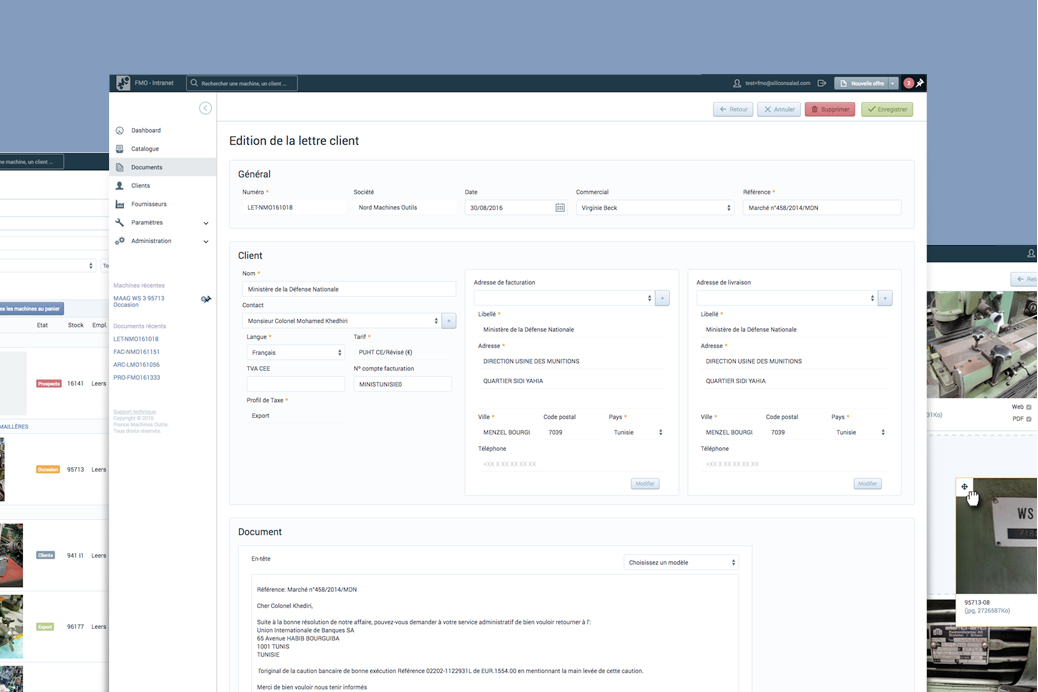 FMO - Intranet
Rechercher une machine, un client ...
test+fmo@siliconsalad.com
Nouvelle offre
3
Retour
Annuler
Supprimer
Enregistrer
Dashboard
Catalogue
Documents
Clients
Fournisseurs
Paramètres
Administration
Machines récentes
MAAG WS 3 95713
Occasion
Documents récents
LET-NMO161018
FAC-NMO161151
ARC-LMO161056
PRO-FMO161333
Support technique
Copyright © 2016
France Machines Outils.
Tous droits réservés.
Edition de la lettre client
Général
Numéro *
Société
Date
Commercial
Référence *
LET-NMO161018
Nord Machines Outils
30/08/2016
Virginie Beck
Marché n°458/2014/MDN
Client
Nom *
Ministère de la Défense Nationale
Contact
Monsieur Colonel Mohamed Khedhiri
+
Langue *
Tarif *
Français
PUHT CE/Révisé (€)
TVA CEE
N° compte facturation
MINISTUNISIE0
Profil de Taxe *
Export
Adresse de facturation
+
Libellé *
Ministère de la Défense Nationale
Adresse *
DIRECTION USINE DES MUNITIONS
QUARTIER SIDI YAHIA
Ville *
Code postal
Pays *
MENZEL BOURGI
7039
Tunisie
Téléphone
+XX X XX XX XX XX
Modifier
Adresse de livraison
+
Libellé *
Ministère de la Défense Nationale
Adresse *
DIRECTION USINE DES MUNITIONS
QUARTIER SIDI YAHIA
Ville *
Code postal
Pays *
MENZEL BOURGI
7039
Tunisie
Téléphone
+XX X XX XX XX XX
Modifier
Document
En-tête
Choisissez un modèle
Référence: Marché n°458/2014/MDN
Cher Colonel Khediri,
Suite à la bonne résolution de notre affaire, pouvez-vous demander à votre service administratif de bien vouloir retourner à l':
Union Internationale de Banques SA
65 Avenue HABIB BOURGUIBA
1001 TUNIS
TUNISIE
l'original de la caution bancaire de bonne exécution Référence 02202-1122931L de EUR.1554.00 en mentionnant la main levée de cette caution.
Merci de bien vouloir nous tenir informés
ne machine, un client ...
es les machines au panier
Etat
Stock
Empl.
Prospects
16141
Leers
MAILLÈRES
Occasion
95713
Leers
Clients
941 I1
Leers
Export
96177
Leers
Web
PDF
WS
95713-08
(jpg, 2726587Ko)